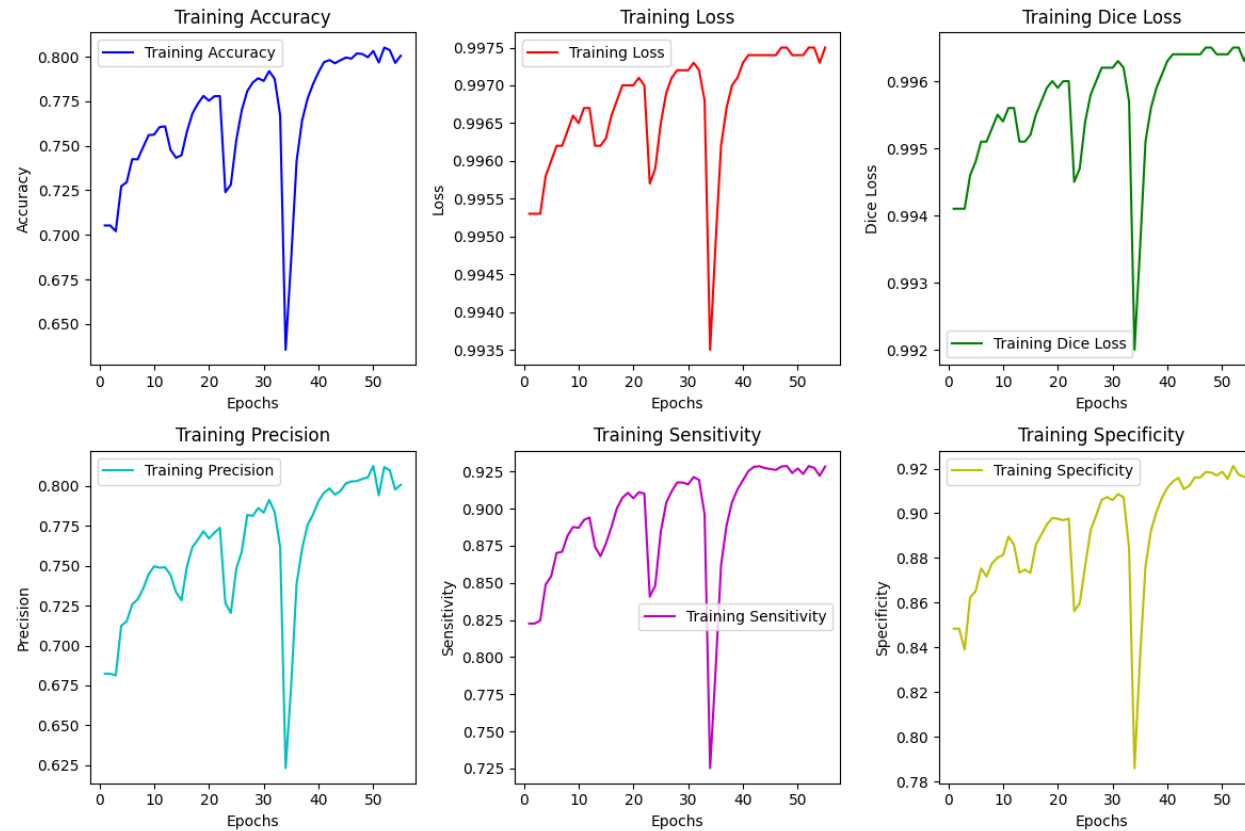 Training Accuracy
Training Accuracy
0.800
0.775
0.750
0.725
0.700
0.675
0.650
Accuracy
0 10 20 30 40 50
Epochs
Training Loss
Training Loss
0.9975
0.9970
0.9965
0.9960
0.9955
0.9950
0.9945
0.9940
0.9935
Loss
0 10 20 30 40 50
Epochs
Training Dice Loss
Training Dice Loss
0.996
0.995
0.994
0.993
0.992
Dice Loss
0 10 20 30 40 50
Epochs
Training Precision
Training Precision
0.800
0.775
0.750
0.725
0.700
0.675
0.650
0.625
Precision
0 10 20 30 40 50
Epochs
Training Sensitivity
Training Sensitivity
0.925
0.900
0.875
0.850
0.825
0.800
0.775
0.750
0.725
Sensitivity
0 10 20 30 40 50
Epochs
Training Specificity
Training Specificity
0.92
0.90
0.88
0.86
0.84
0.82
0.80
0.78
Specificity
0 10 20 30 40 50
Epochs